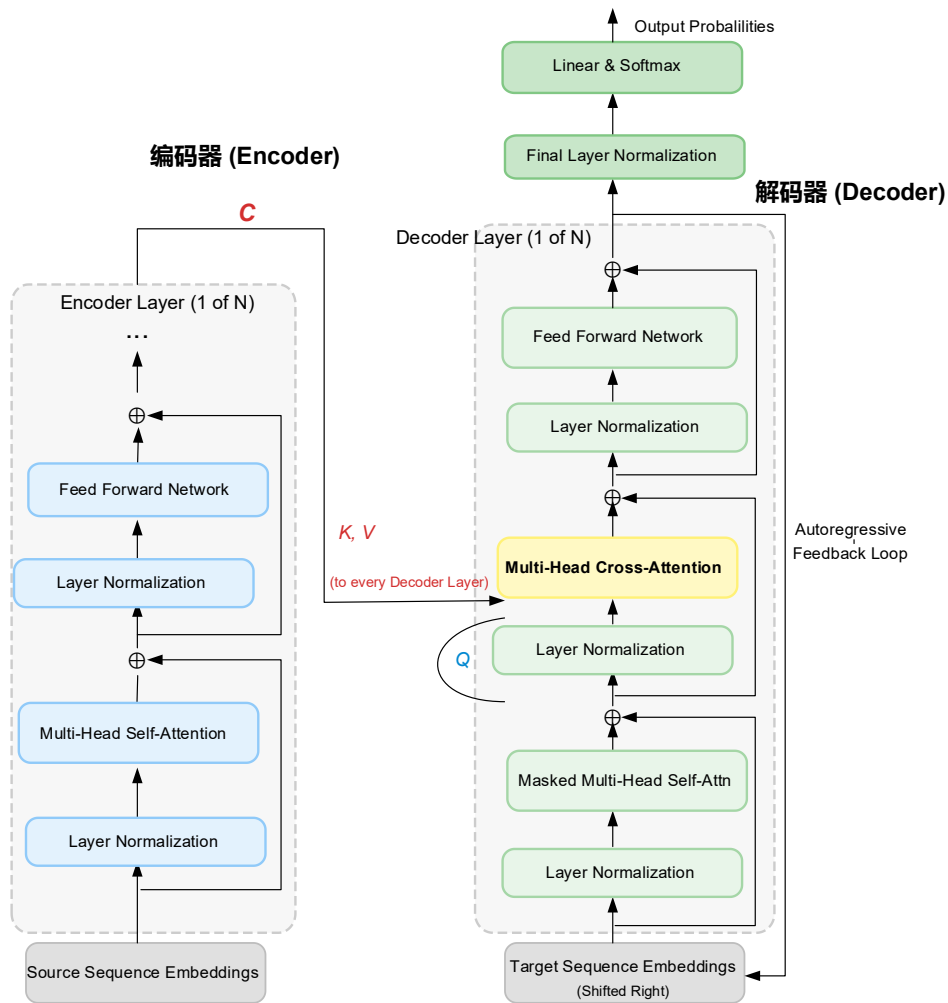 Output Probalilities
Linear & Softmax
Final Layer Normalization
编码器 (Encoder)
解码器 (Decoder)
C
Decoder Layer (1 of N)
Encoder Layer (1 of N)
...
Feed Forward Network
Layer Normalization
Multi-Head Self-Attention
Layer Normalization
Source Sequence Embeddings
K, V
(to every Decoder Layer)
Q
Feed Forward Network
Layer Normalization
Multi-Head Cross-Attention
Layer Normalization
Masked Multi-Head Self-Attn
Layer Normalization
Target Sequence Embeddings
(Shifted Right)
Autoregressive
Feedback Loop